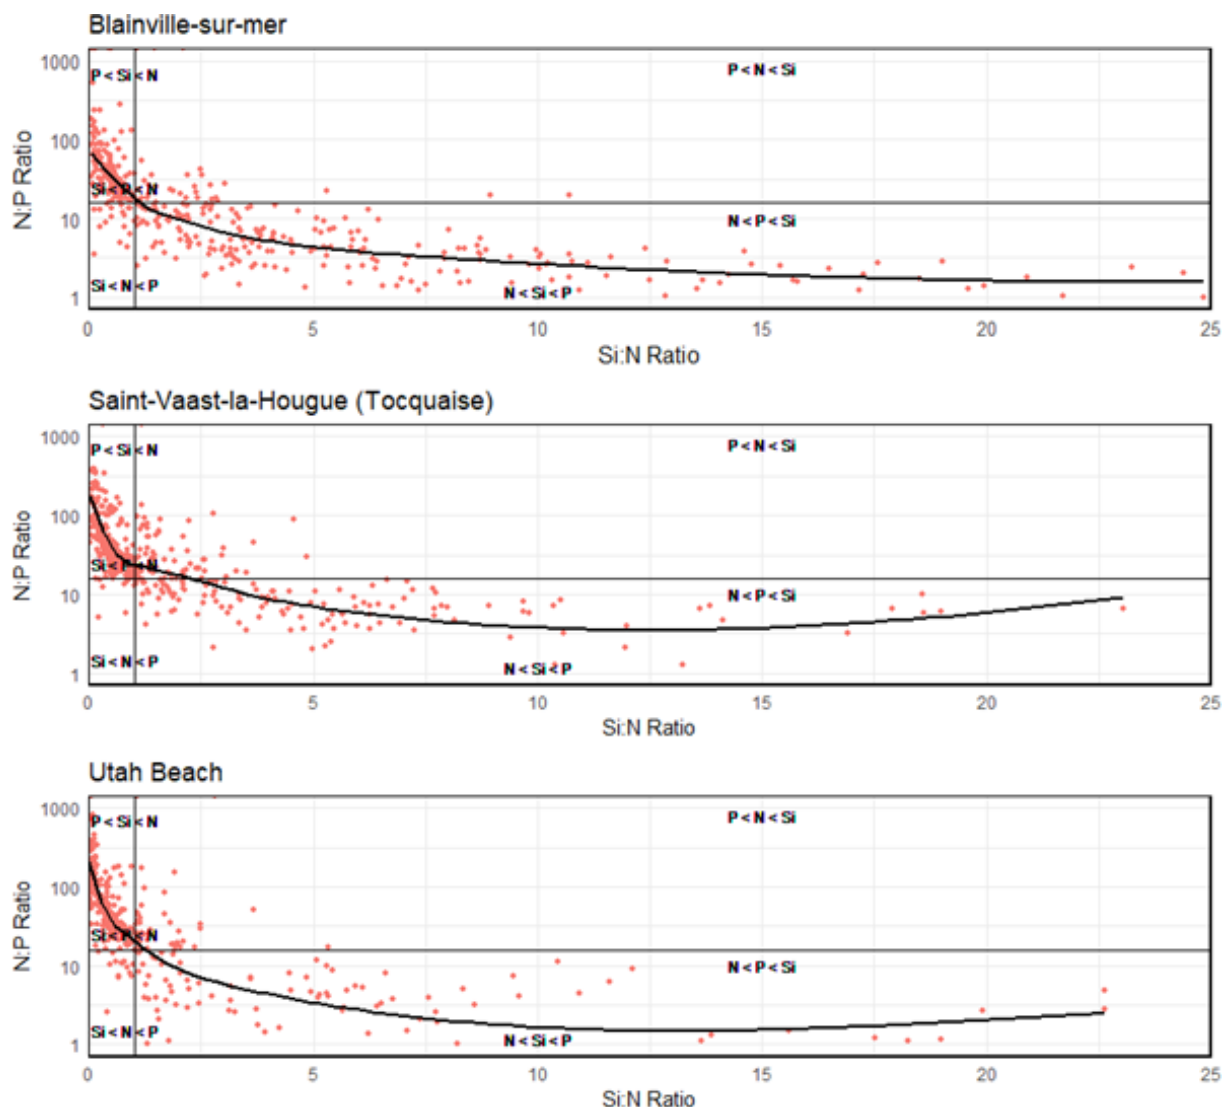 Blainville-sur-mer
1000
P < Si < N
P < N < Si
100
N:P Ratio
Si < P < N
10
N < P < Si
Si < N < P
N < Si < P
1
0 5 10 15 20 25
Si:N Ratio
Saint-Vaast-la-Hougue (Tocquaise)
1000
P < Si < N
P < N < Si
100
N:P Ratio
Si < P < N
10
N < P < Si
Si < N < P
N < Si < P
1
0 5 10 15 20 25
Si:N Ratio
Utah Beach
1000
P < Si < N
P < N < Si
100
N:P Ratio
Si < P < N
10
N < P < Si
Si < N < P
N < Si < P
1
0 5 10 15 20 25
Si:N Ratio